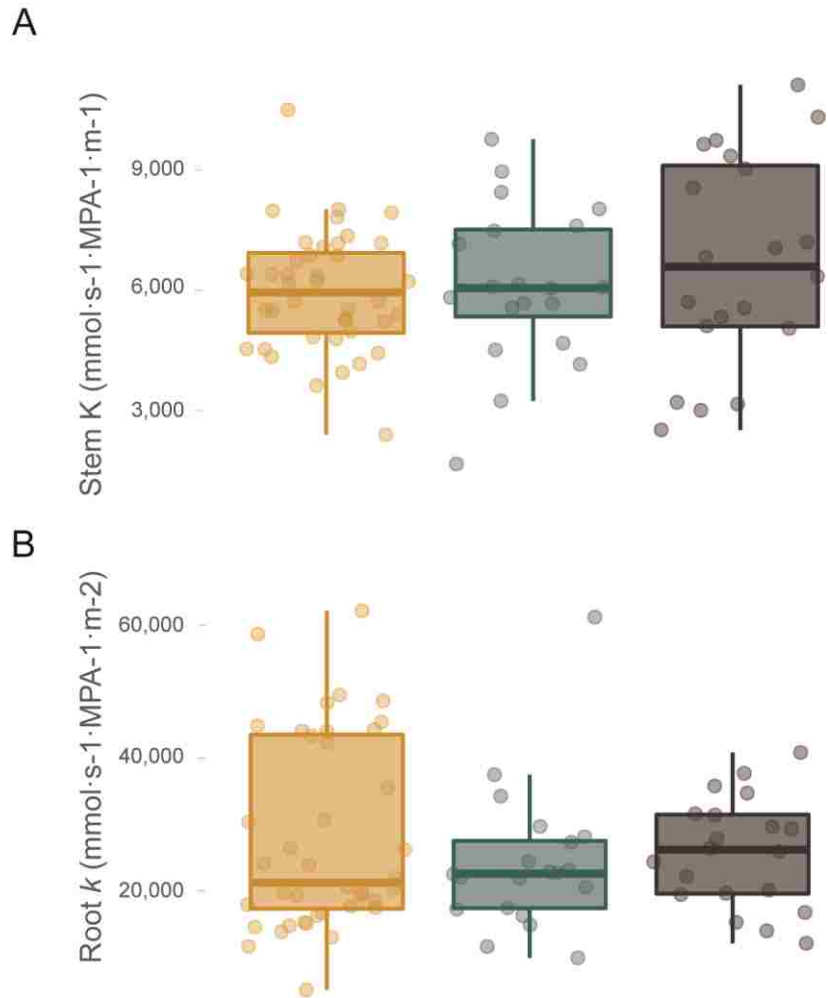 A
Stem K (mmol·s-1·MPA-1·m-1)
9,000
6,000
3,000
B
Root k (mmol·s-1·MPA-1·m-2)
60,000
40,000
20,000